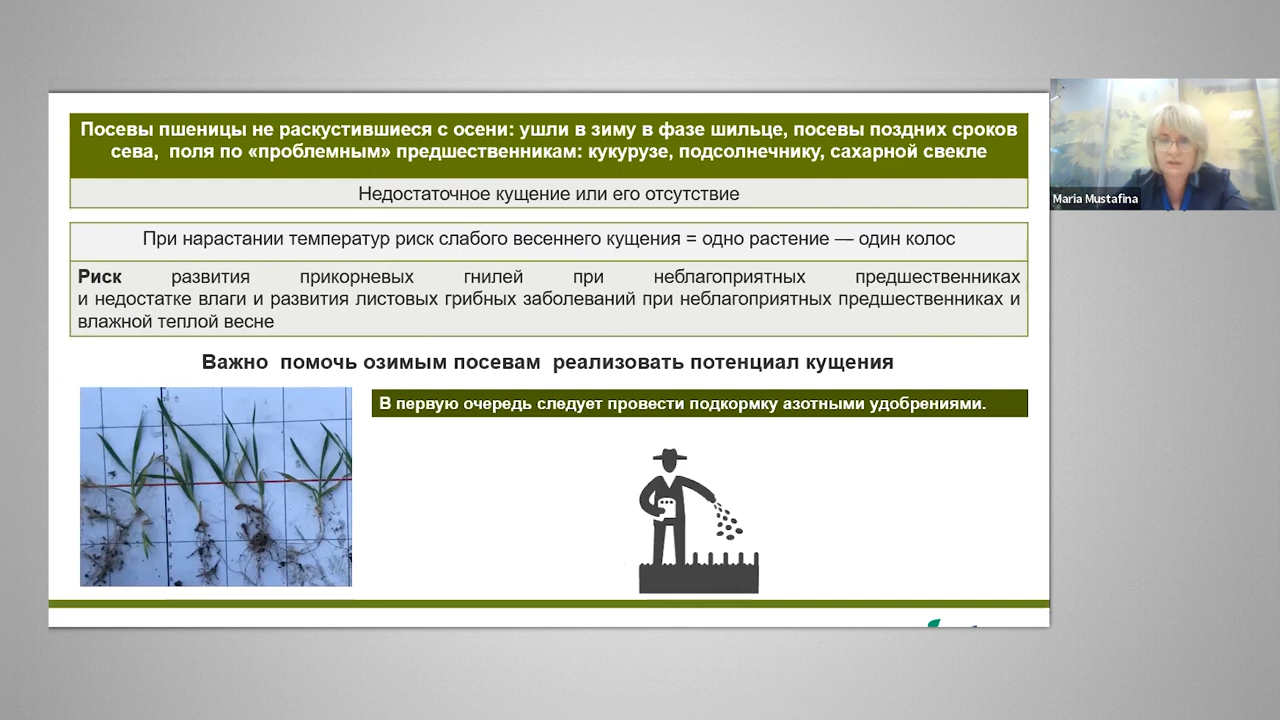 Посевы пшеницы не раскустившиеся с осени: ушли в зиму в фазе шильце, посевы поздних сроков
сева, поля по «проблемным» предшественникам: кукурузе, подсолнечнику, сахарной свекле
Недостаточное кущение или его отсутствие
При нарастании температур риск слабого весеннего кущения = одно растение — один колос
Риск развития прикорневых гнилей при неблагоприятных предшественниках
и недостатке влаги и развития листовых грибных заболеваний при неблагоприятных предшественниках и
влажной теплой весне
Важно помочь озимым посевам реализовать потенциал кущения
В первую очередь следует провести подкормку азотными удобрениями.
Maria Mustafina